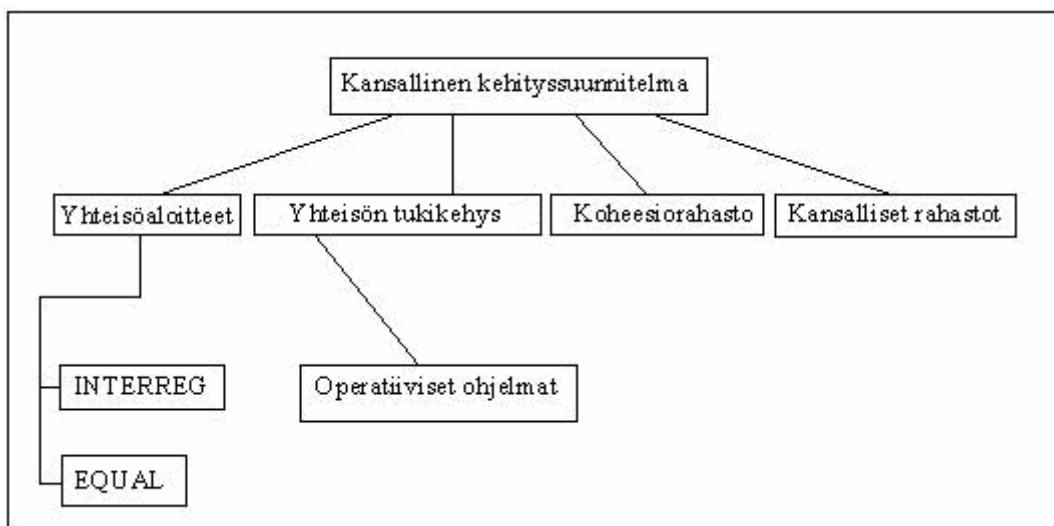 Kansallinen kehityssuunnitelma
Yhteisöaloitteet
Yhteisön tukikehys
Koheesiorahasto
Kansalliset rahastot
INTERREG
Operatiiviset ohjelmat
EQUAL